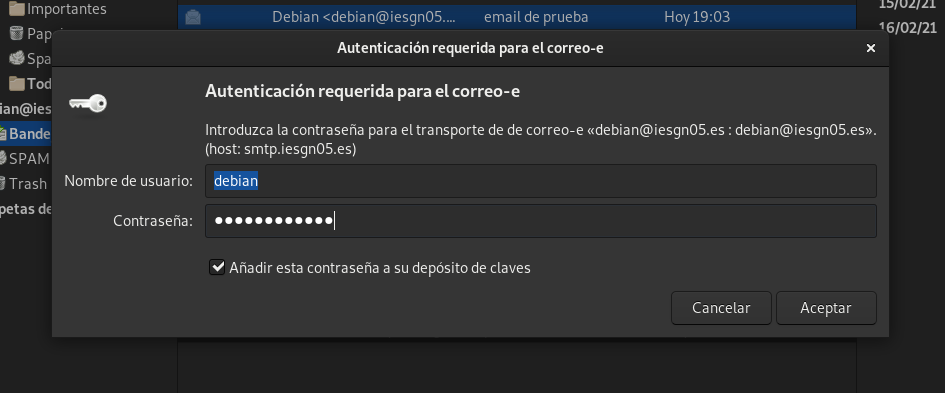 Importantes
Debian <debian@iesgn05.... email de prueba Hoy 19:03
15/02/21
16/02/21
Autenticación requerida para el correo-e
Autenticación requerida para el correo-e
Introduzca la contraseña para el transporte de de correo-e «debian@iesgn05.es : debian@iesgn05.es».
(host: smtp.iesgn05.es)
Nombre de usuario: debian
Contraseña:
Añadir esta contraseña a su depósito de claves
Cancelar Aceptar
Pape
Spa
Tod
ian@ies
Bande
SPAM
Trash
petas de